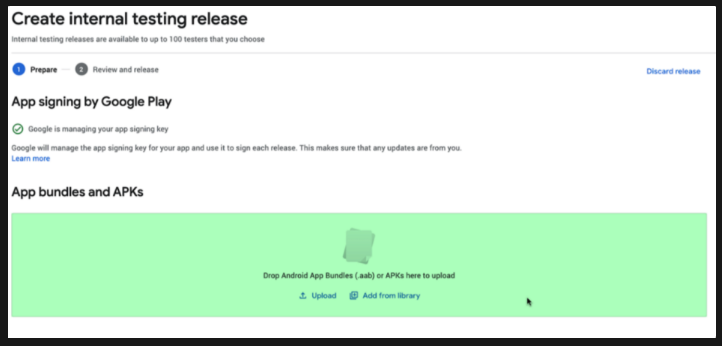 Create internal testing release
Internal testing releases are available to up to 100 testers that you choose
1 Prepare 2 Review and release
Discard release
App signing by Google Play
Google is managing your app signing key
Google will manage the app signing key for your app and use it to sign each release. This makes sure that any updates are from you.
Learn more
App bundles and APKs
Drop Android App Bundles (.aab) or APKs here to upload
Upload Add from library